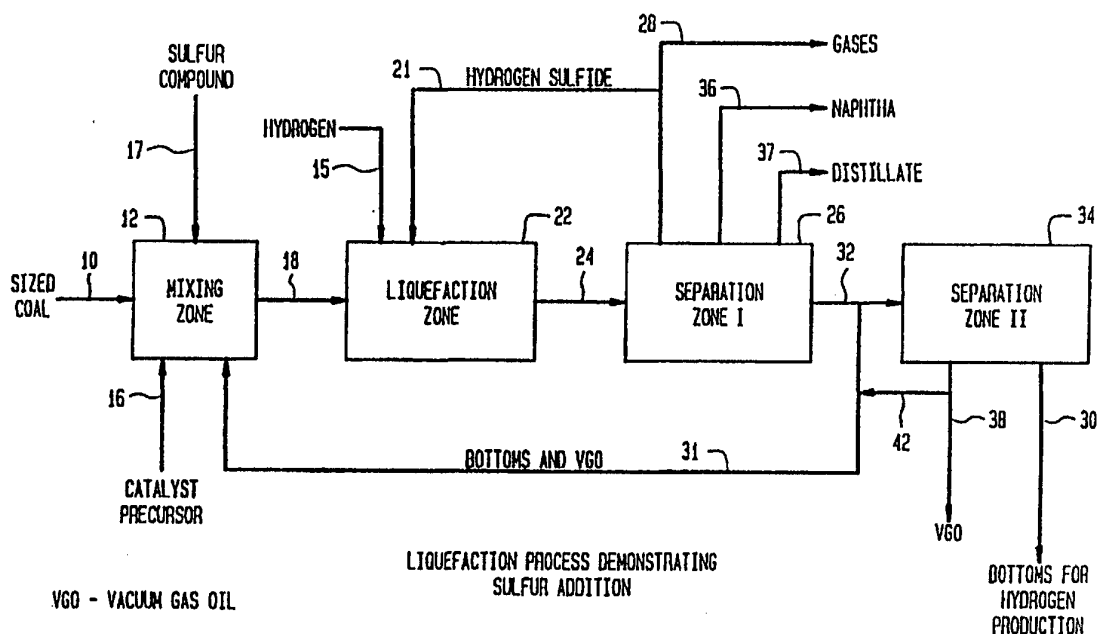 28
GASES
SULFUR
COMPOUND
21
HYDROGEN SULFIDE
36
NAPHTHA
HYDROGEN
17
15
37
DISTILLATE
12
22
26
34
SIZED
COAL
10
MIXING
ZONE
18
LIQUEFACTION
ZONE
24
SEPARATION
ZONE I
32
SEPARATION
ZONE II
16
42
38
30
BOTTOMS AND VGO
31
CATALYST
PRECURSOR
VGO
LIQUEFACTION PROCESS DEMONSTRATING
SULFUR ADDITION
BOTTOMS FOR
HYDROGEN
PRODUCTION
VGO - VACUUM GAS OIL